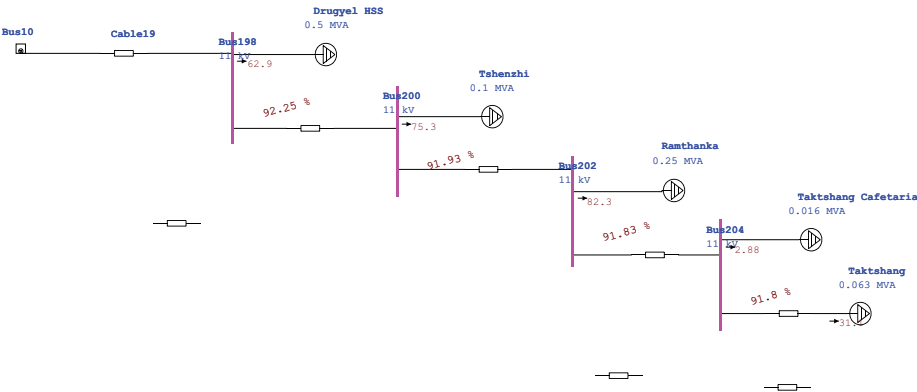 Drugyel HSS
0.5 MVA
Bus10
Cable19
Bus198
11 kV
62.9
92.25 %
Tshenzhi
0.1 MVA
Bus200
11 kV
75.3
91.93 %
Ramthanka
0.25 MVA
Bus202
11 kV
82.3
91.83 %
Taktshang Cafetaria
0.016 MVA
Bus204
11 kV
2.88
91.8 %
Taktshang
0.063 MVA